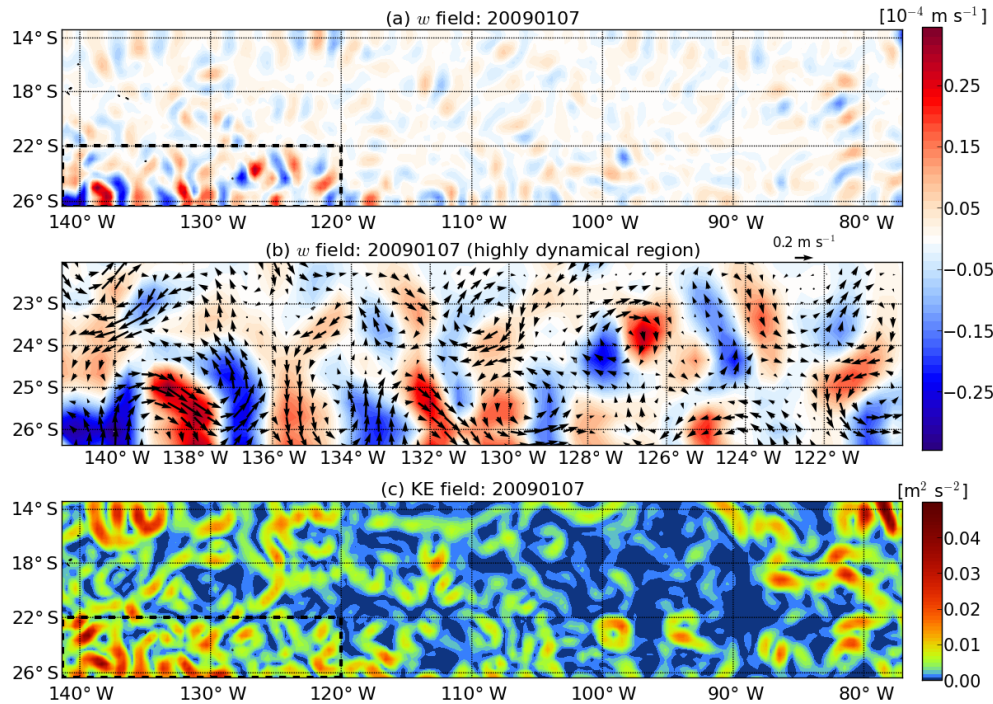 (a) w field: 20090107
[10⁻⁴ m s⁻¹]
14° S
18° S
22° S
26° S
140° W 130° W 120° W 110° W 100° W 90° W 80° W
0.25
0.15
0.05
−0.05
−0.15
−0.25
(b) w field: 20090107 (highly dynamical region)
0.2 m s⁻¹
23° S
24° S
25° S
26° S
140° W 138° W 136° W 134° W 132° W 130° W 128° W 126° W 124° W 122° W
(c) KE field: 20090107
[m² s⁻²]
14° S
18° S
22° S
26° S
140° W 130° W 120° W 110° W 100° W 90° W 80° W
0.04
0.03
0.02
0.01
0.00